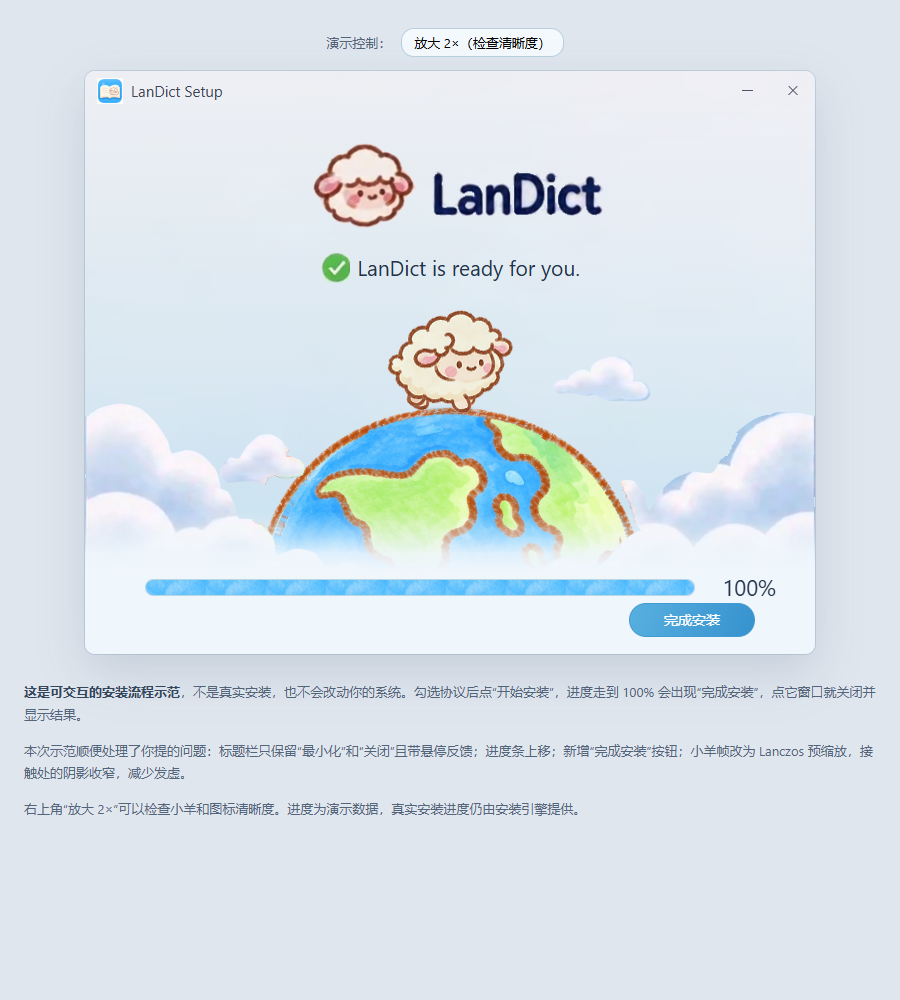 演示控制： 放大 2×（检查清晰度）
LanDict Setup
LanDict
LanDict is ready for you.
100%
完成安装
这是可交互的安装流程示范，不是真实安装，也不会改动你的系统。勾选协议后点“开始安装”，进度走到 100% 会出现“完成安装”，点它窗口就关闭并
显示结果。
本次示范顺便处理了你提的问题：标题栏只保留“最小化”和“关闭”且带悬停反馈；进度条上移；新增“完成安装”按钮；小羊帧改为 Lanczos 预缩放，接
触处的阴影收窄，减少发虚。
右上角“放大 2×”可以检查小羊和图标清晰度。进度为演示数据，真实安装进度仍由安装引擎提供。